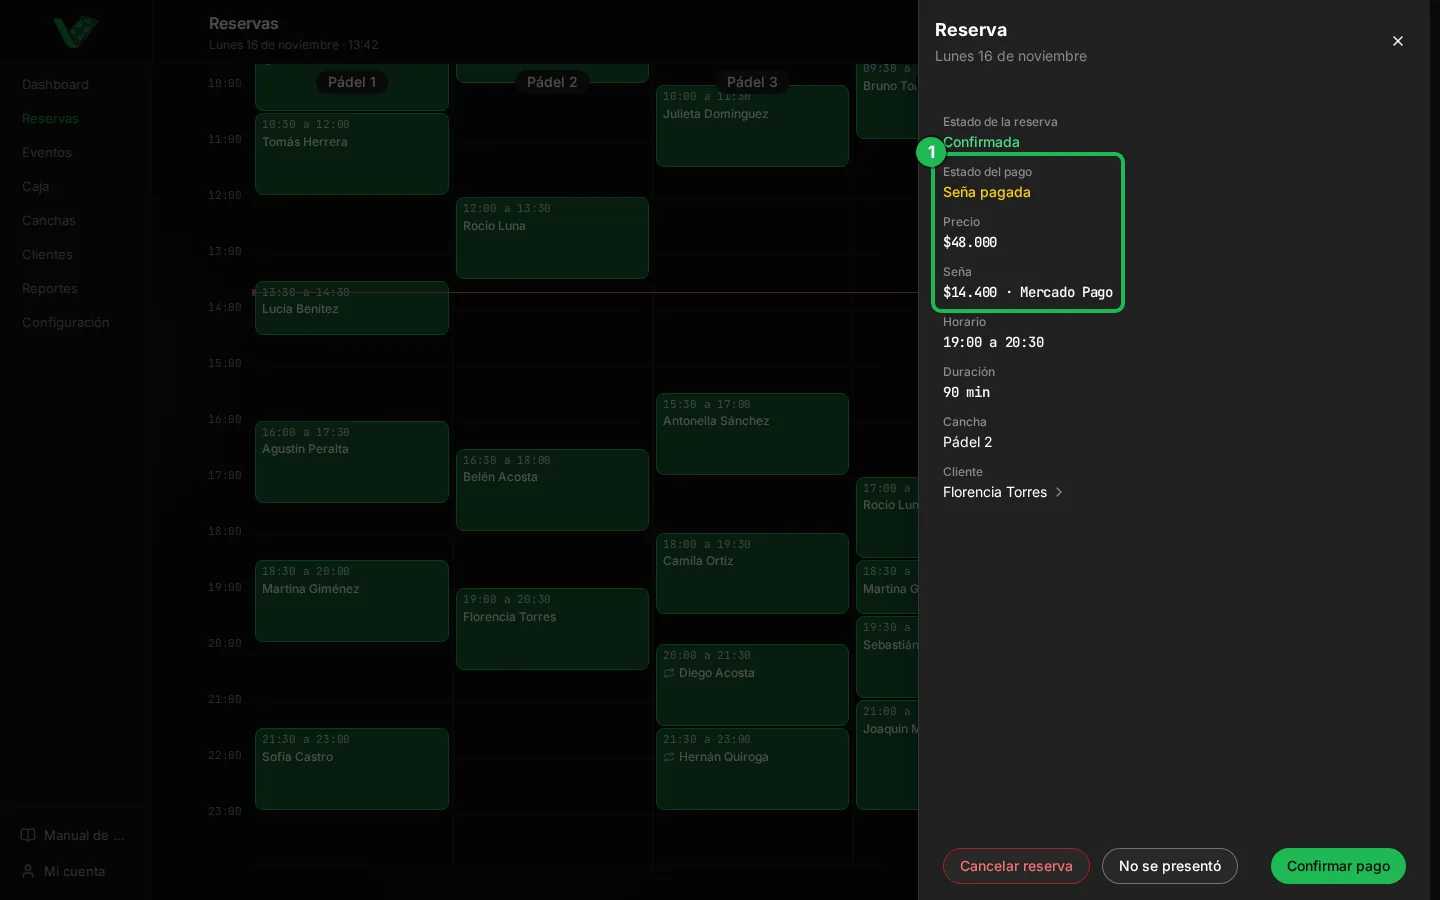 Reservas
Lunes 16 de noviembre · 13:42
Dashboard
Reservas
Eventos
Caja
Canchas
Clientes
Reportes
Configuración
Manual de ...
Mi cuenta
10:00
11:00
12:00
13:00
14:00
15:00
16:00
17:00
18:00
19:00
20:00
21:00
22:00
23:00
Pádel 1
10:30 a 12:00
Tomás Herrera
13:30 a 14:30
Lucía Benítez
16:00 a 17:30
Agustín Peralta
18:30 a 20:00
Martina Giménez
21:30 a 23:00
Sofía Castro
Pádel 2
12:00 a 13:30
Rocío Luna
16:30 a 18:00
Belén Acosta
19:00 a 20:30
Florencia Torres
Pádel 3
10:00 a 11:30
Julieta Domínguez
15:30 a 17:00
Antonella Sánchez
18:00 a 19:30
Camila Ortiz
20:00 a 21:30
Diego Acosta
21:30 a 23:00
Hernán Quiroga
09:30 a
Bruno
17:00 a
Rocío
18:30 a
Martina G
19:30 a
Sebastián
21:00 a
Joaquín
Reserva
Lunes 16 de noviembre
Estado de la reserva
Confirmada
1
Estado del pago
Seña pagada
Precio
$48.000
Seña
$14.400 · Mercado Pago
Horario
19:00 a 20:30
Duración
90 min
Cancha
Pádel 2
Cliente
Florencia Torres
Cancelar reserva
No se presentó
Confirmar pago